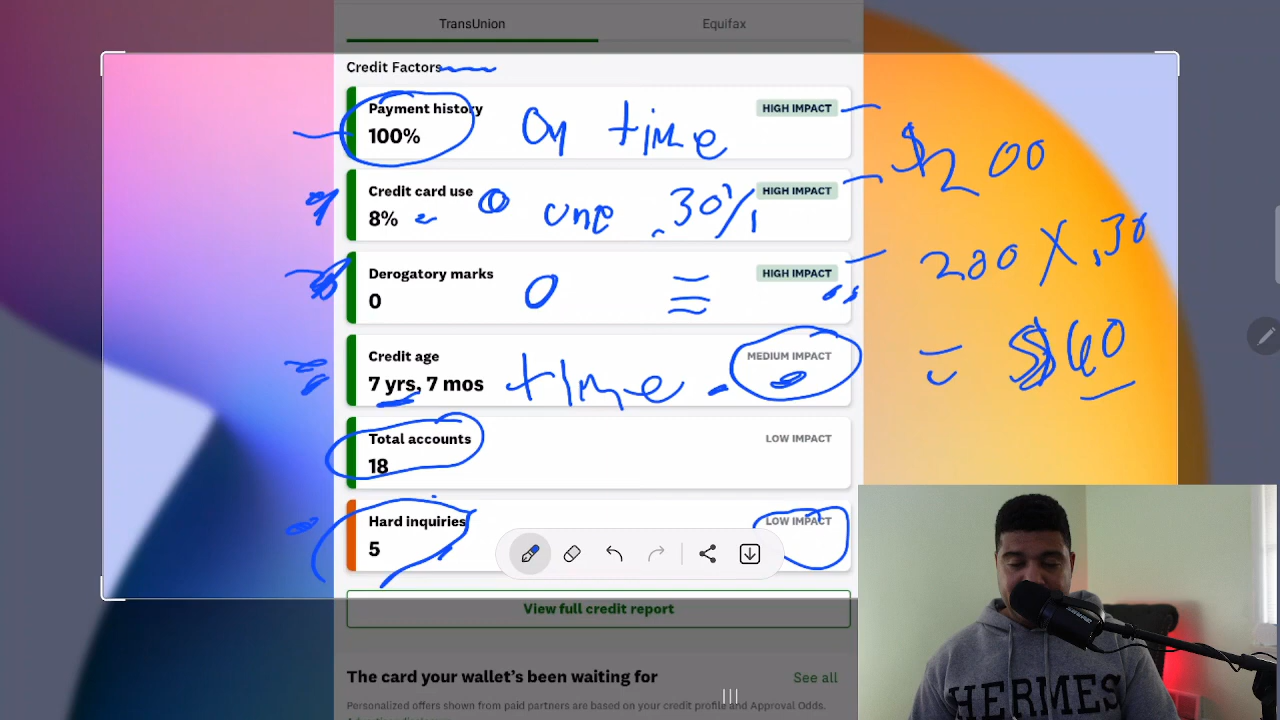 TransUnion
Equifax
Credit Factors
Payment history
100%
On time
HIGH IMPACT
$200
Credit card use
8%
une .30%
HIGH IMPACT
200 X .30
Derogatory marks
0
0
HIGH IMPACT
= $60
Credit age
7 yrs, 7 mos
time
MEDIUM IMPACT
Total accounts
18
LOW IMPACT
Hard inquiries
5
LOW IMPACT
View full credit report
The card your wallet's been waiting for
See all
Personalized offers shown from paid partners are based on your credit profile and Approval Odds.
HERMES